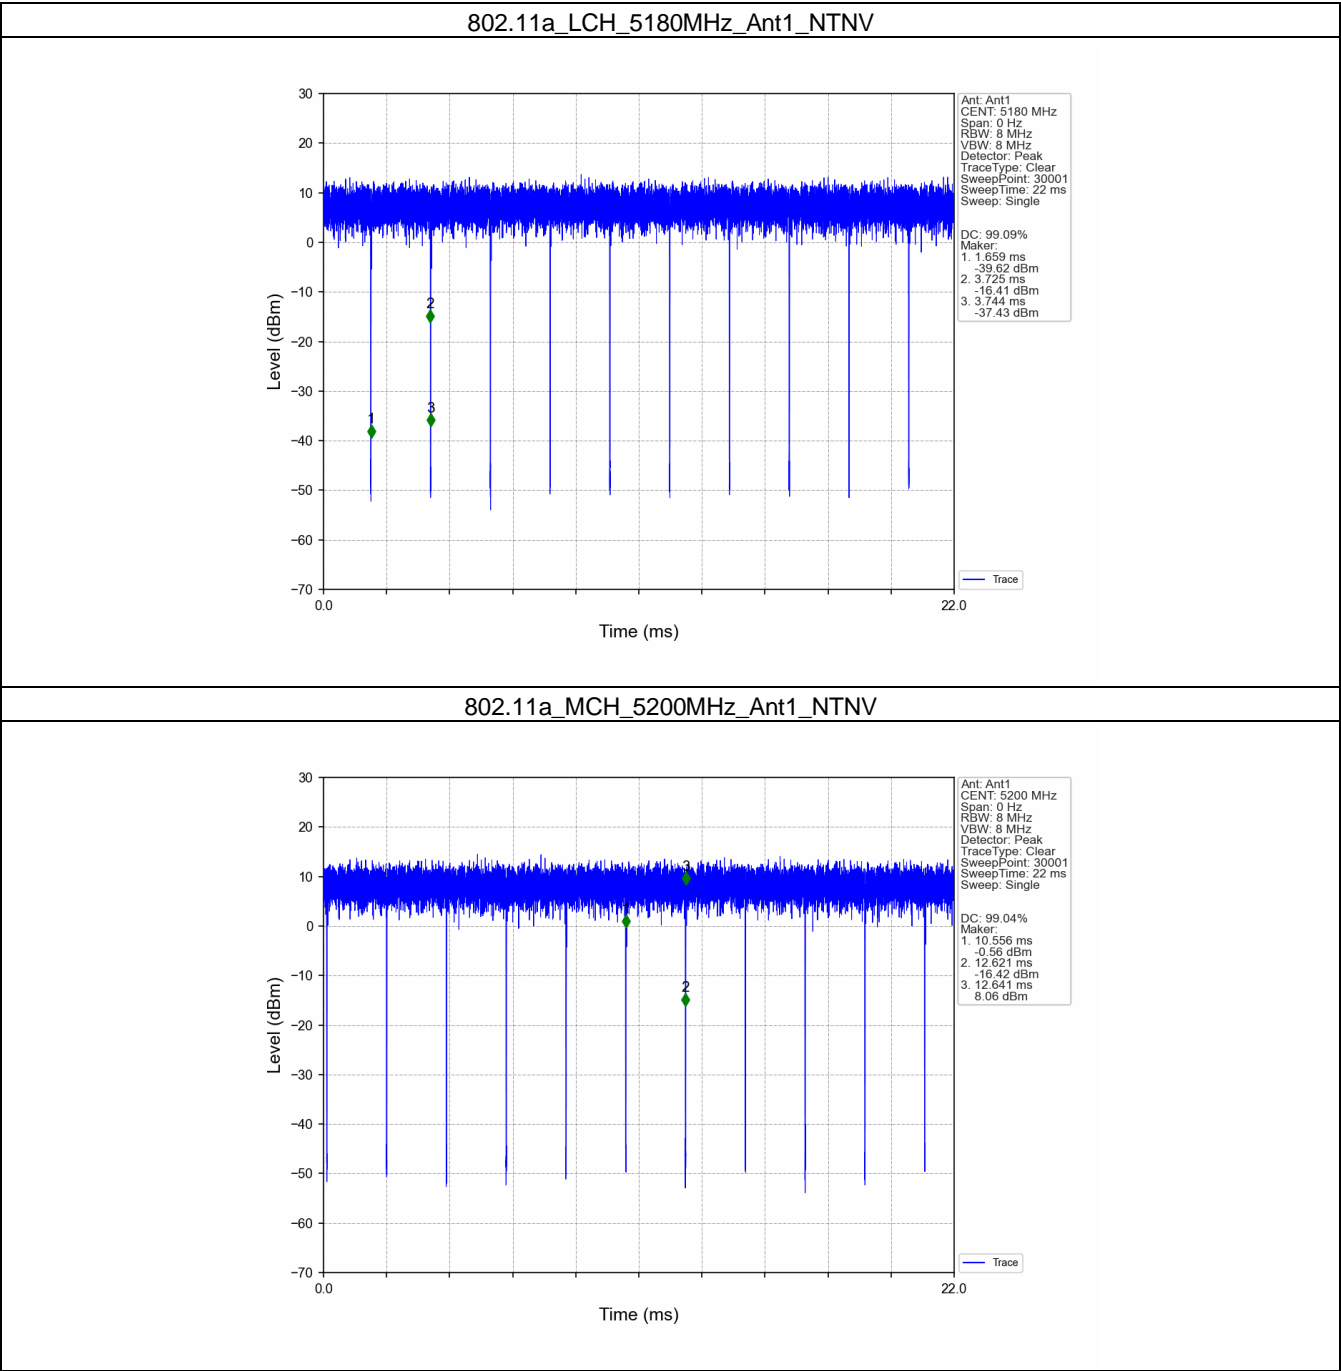 802.11a_LCH_5180MHz_Ant1_NTNV
30
20
10
0
−10
−20
−30
−40
−50
−60
−70
Level (dBm)
1
2
3
0.0
22.0
Time (ms)
Ant: Ant1
CENT: 5180 MHz
Span: 0 Hz
RBW: 8 MHz
VBW: 8 MHz
Detector: Peak
TraceType: Clear
SweepPoint: 30001
SweepTime: 22 ms
Sweep: Single
DC: 99.09%
Maker:
1. 1.659 ms
-39.62 dBm
2. 3.725 ms
-16.41 dBm
3. 3.744 ms
-37.43 dBm
Trace
802.11a_MCH_5200MHz_Ant1_NTNV
30
20
10
0
−10
−20
−30
−40
−50
−60
−70
Level (dBm)
3
2
0.0
22.0
Time (ms)
Ant: Ant1
CENT: 5200 MHz
Span: 0 Hz
RBW: 8 MHz
VBW: 8 MHz
Detector: Peak
TraceType: Clear
SweepPoint: 30001
SweepTime: 22 ms
Sweep: Single
DC: 99.04%
Maker:
1. 10.556 ms
-0.56 dBm
2. 12.621 ms
-16.42 dBm
3. 12.641 ms
8.06 dBm
Trace